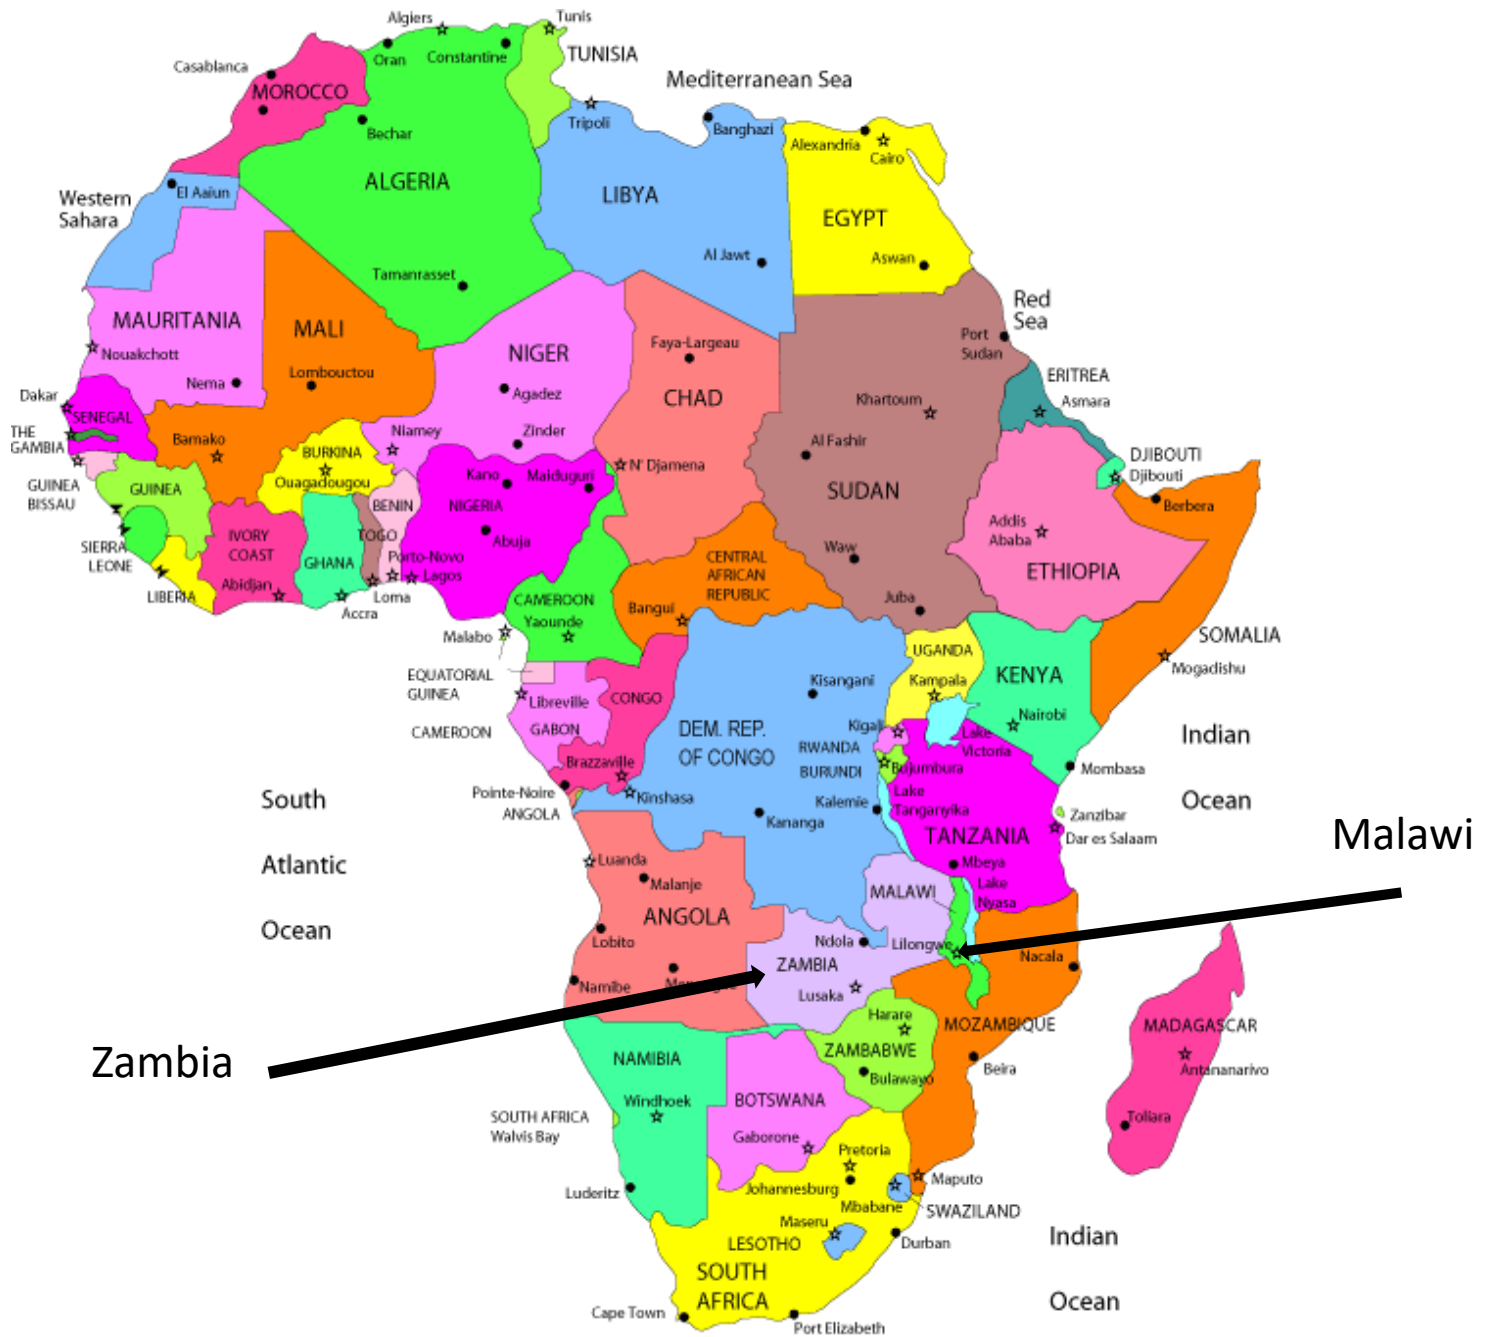 Algiers
Tunis
Oran
Constantine
TUNISIA
Casablanca
Mediterranean Sea
MOROCCO
Tripoli
Banghazi
Bechar
Alexandria
Cairo
ALGERIA
LIBYA
Western
Sahara
El Aaiun
EGYPT
Al Jawt
Aswan
Tamanrasset
Red
Sea
MAURITANIA
MALI
NIGER
Port
Sudan
Nouakchott
Faya-Largeau
Nema
Lombouctou
Agadez
CHAD
Khartoum
ERITREA
Asmara
Dakar
SENEGAL
THE
GAMBIA
Bamako
BURKINA
Ouagadougou
Niamey
Zinder
Al Fashir
N' Djamena
DJIBOUTI
Djibouti
GUINEA
BISSAU
GUINEA
Kano
Maiduguri
BENIN
NIGERIA
SUDAN
Berbera
SIERRA
LEONE
IVORY
COAST
GHANA
TOGO
Abuja
Addis
Ababa
Waw
CENTRAL
AFRICAN
REPUBLIC
ETHIOPIA
Porto-Novo
Lagos
LIBERIA
Abidjan
Accra
Loma
CAMEROON
Yaounde
Bangui
Juba
Malabo
SOMALIA
Mogadishu
UGANDA
Kampala
KENYA
EQUATORIAL
GUINEA
Libreville
CONGO
Kisangani
CAMEROON
GABON
DEM. REP.
OF CONGO
Kigali
Nairobi
Lake
Victoria
Indian
RWANDA
BURUNDI
Bujumbura
Brazzaville
Mombasa
Pointe-Noire
Kinshasa
ANGOLA
Kalemie
Lake
Tanganyika
South
Kananga
Zanzibar
Ocean
TANZANIA
Dar es Salaam
Malawi
Atlantic
Luanda
Malanje
Mbeya
MALAWI
Lake
Nyasa
ANGOLA
Ocean
Lobito
Ndola
Lilongwe
Nacala
ZAMBIA
Namibe
Lusaka
Harare
MOZAMBIQUE
MADAGASCAR
Zambia
NAMIBIA
ZAMBABWE
Beira
Antananarivo
Bulawayo
Windhoek
BOTSWANA
SOUTH AFRICA
Walvis Bay
Toliara
Gaborone
Pretoria
Luderitz
Johannesburg
Maputo
Mbabane
SWAZILAND
Maseru
LESOTHO
Durban
Indian
SOUTH
AFRICA
Ocean
Cape Town
Port Elizabeth